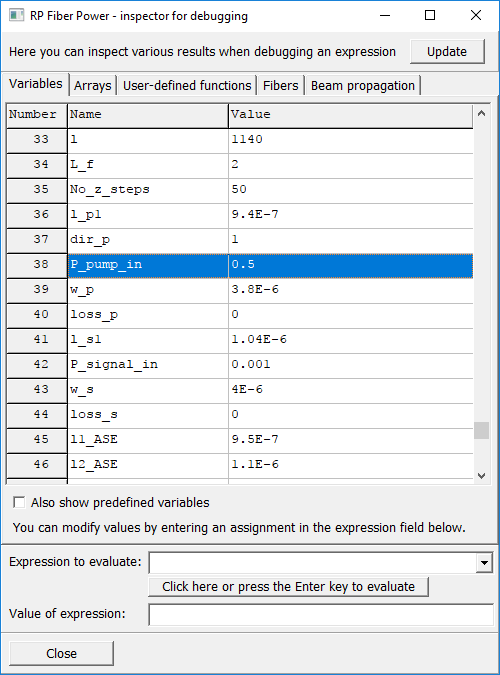 RP Fiber Power - inspector for debugging
Here you can inspect various results when debugging an expression Update
Variables Arrays User-defined functions Fibers Beam propagation
Number Name Value
33 l 1140
34 L_f 2
35 No_z_steps 50
36 l_p1 9.4E-7
37 dir_p 1
38 P_pump_in 0.5
39 w_p 3.8E-6
40 loss_p 0
41 l_s1 1.04E-6
42 P_signal_in 0.001
43 w_s 4E-6
44 loss_s 0
45 l1_ASE 9.5E-7
46 l2_ASE 1.1E-6
Also show predefined variables
You can modify values by entering an assignment in the expression field below.
Expression to evaluate:
Click here or press the Enter key to evaluate
Value of expression:
Close